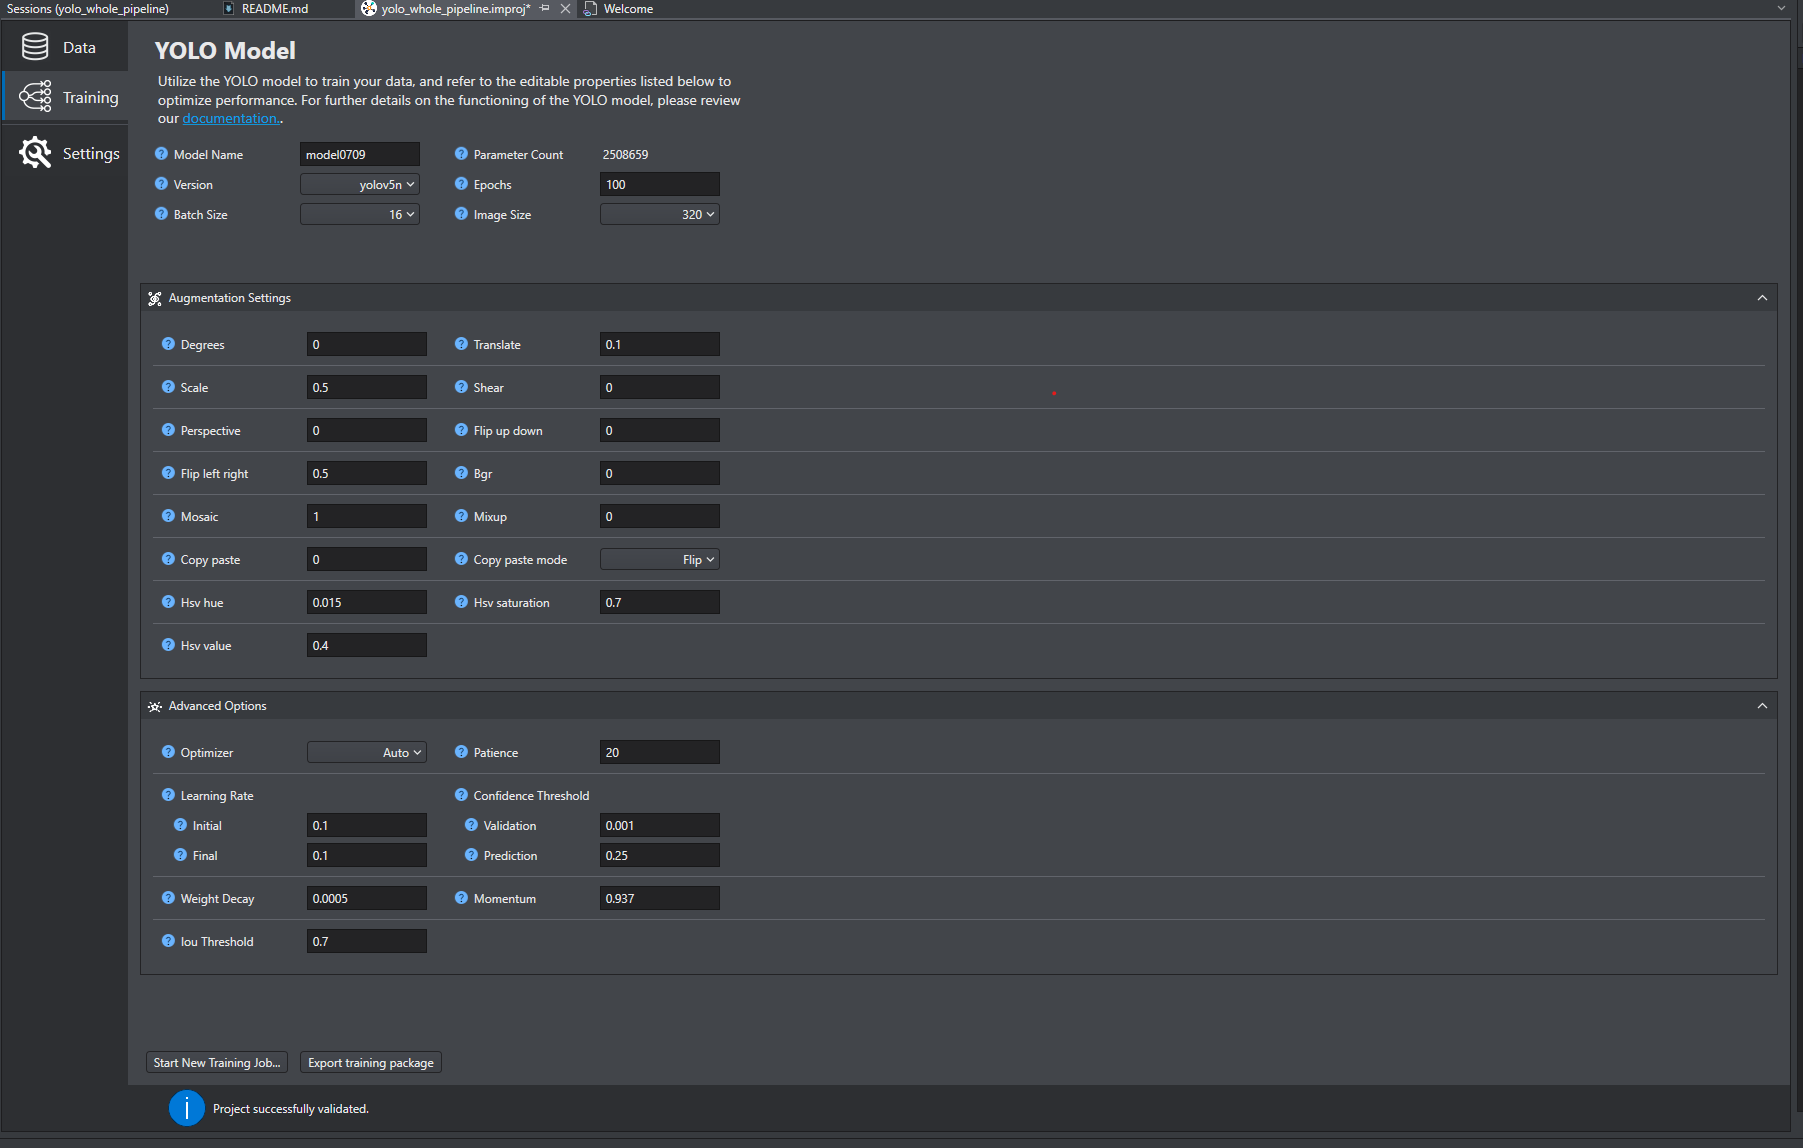 Sessions (yolo_whole_pipeline) README.md yolo_whole_pipeline.improj* Welcome
Data
Training
Settings
YOLO Model
Utilize the YOLO model to train your data, and refer to the editable properties listed below to
optimize performance. For further details on the functioning of the YOLO model, please review
our documentation..
Model Name model0709 Parameter Count 2508659
Version yolov5n Epochs 100
Batch Size 16 Image Size 320
Augmentation Settings
Degrees 0 Translate 0.1
Scale 0.5 Shear 0
Perspective 0 Flip up down 0
Flip left right 0.5 Bgr 0
Mosaic 1 Mixup 0
Copy paste 0 Copy paste mode Flip
Hsv hue 0.015 Hsv saturation 0.7
Hsv value 0.4
Advanced Options
Optimizer Auto Patience 20
Learning Rate Confidence Threshold
Initial 0.1 Validation 0.001
Final 0.1 Prediction 0.25
Weight Decay 0.0005 Momentum 0.937
Iou Threshold 0.7
Start New Training Job... Export training package
Project successfully validated.